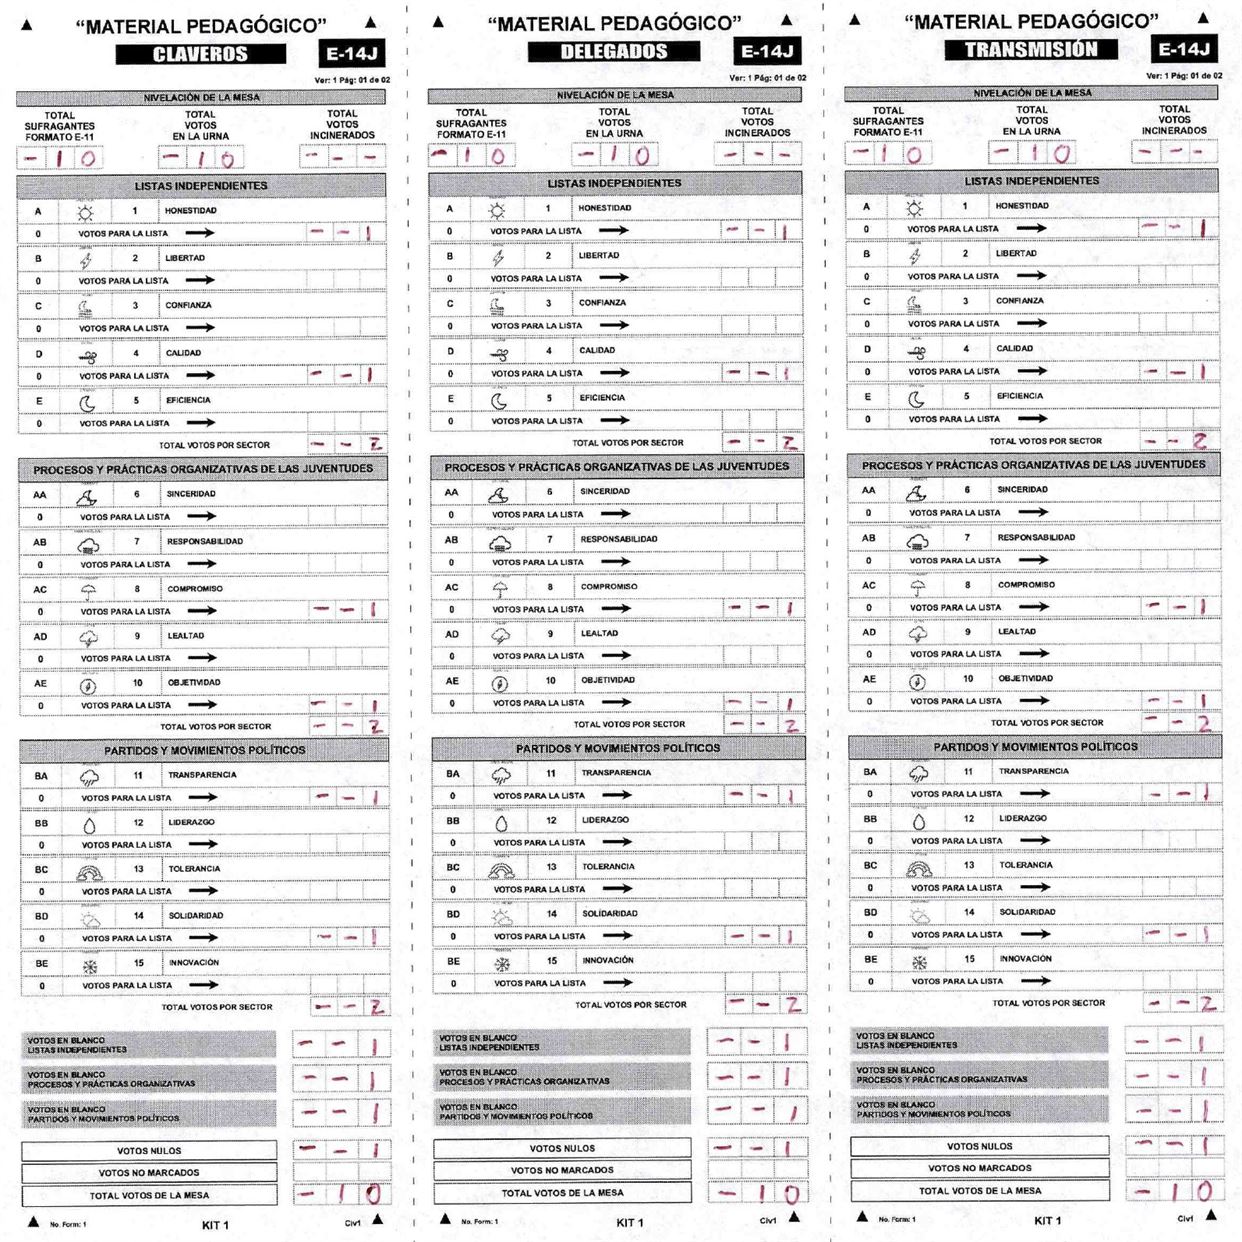 “MATERIAL PEDAGÓGICO”
CLAVEROS E-14J
Ver: 1 Pág: 01 de 02
NIVELACIÓN DE LA MESA
TOTAL SUFRAGANTES FORMATO E-11 TOTAL VOTOS EN LA URNA TOTAL VOTOS INCINERADOS
- 1 0 - 1 0 - - -
LISTAS INDEPENDIENTES
A 1 HONESTIDAD
0 VOTOS PARA LA LISTA - - 1
B 2 LIBERTAD
0 VOTOS PARA LA LISTA
C 3 CONFIANZA
0 VOTOS PARA LA LISTA
D 4 CALIDAD
0 VOTOS PARA LA LISTA - - 1
E 5 EFICIENCIA
0 VOTOS PARA LA LISTA
TOTAL VOTOS POR SECTOR - - 2
PROCESOS Y PRÁCTICAS ORGANIZATIVAS DE LAS JUVENTUDES
AA 6 SINCERIDAD
0 VOTOS PARA LA LISTA
AB 7 RESPONSABILIDAD
0 VOTOS PARA LA LISTA
AC 8 COMPROMISO
0 VOTOS PARA LA LISTA - - 1
AD 9 LEALTAD
0 VOTOS PARA LA LISTA
AE 10 OBJETIVIDAD
0 VOTOS PARA LA LISTA - - 1
TOTAL VOTOS POR SECTOR - - 2
PARTIDOS Y MOVIMIENTOS POLÍTICOS
BA 11 TRANSPARENCIA
0 VOTOS PARA LA LISTA - - 1
BB 12 LIDERAZGO
0 VOTOS PARA LA LISTA
BC 13 TOLERANCIA
0 VOTOS PARA LA LISTA
BD 14 SOLIDARIDAD
0 VOTOS PARA LA LISTA - - 1
BE 15 INNOVACIÓN
0 VOTOS PARA LA LISTA
TOTAL VOTOS POR SECTOR - - 2
VOTOS EN BLANCO
LISTAS INDEPENDIENTES - - 1
VOTOS EN BLANCO
PROCESOS Y PRÁCTICAS ORGANIZATIVAS - - 1
VOTOS EN BLANCO
PARTIDOS Y MOVIMIENTOS POLÍTICOS - - 1
VOTOS NULOS - - 1
VOTOS NO MARCADOS
TOTAL VOTOS DE LA MESA - 1 0
No. Form: 1 KIT 1 Civ1
“MATERIAL PEDAGÓGICO”
DELEGADOS E-14J
Ver: 1 Pág: 01 de 02
NIVELACIÓN DE LA MESA
TOTAL SUFRAGANTES FORMATO E-11 TOTAL VOTOS EN LA URNA TOTAL VOTOS INCINERADOS
- 1 0 - 1 0 - - -
LISTAS INDEPENDIENTES
A 1 HONESTIDAD
0 VOTOS PARA LA LISTA - - 1
B 2 LIBERTAD
0 VOTOS PARA LA LISTA
C 3 CONFIANZA
0 VOTOS PARA LA LISTA
D 4 CALIDAD
0 VOTOS PARA LA LISTA - - 1
E 5 EFICIENCIA
0 VOTOS PARA LA LISTA
TOTAL VOTOS POR SECTOR - - 2
PROCESOS Y PRÁCTICAS ORGANIZATIVAS DE LAS JUVENTUDES
AA 6 SINCERIDAD
0 VOTOS PARA LA LISTA
AB 7 RESPONSABILIDAD
0 VOTOS PARA LA LISTA
AC 8 COMPROMISO
0 VOTOS PARA LA LISTA - - 1
AD 9 LEALTAD
0 VOTOS PARA LA LISTA
AE 10 OBJETIVIDAD
0 VOTOS PARA LA LISTA - - 1
TOTAL VOTOS POR SECTOR - - 2
PARTIDOS Y MOVIMIENTOS POLÍTICOS
BA 11 TRANSPARENCIA
0 VOTOS PARA LA LISTA - - 1
BB 12 LIDERAZGO
0 VOTOS PARA LA LISTA
BC 13 TOLERANCIA
0 VOTOS PARA LA LISTA
BD 14 SOLIDARIDAD
0 VOTOS PARA LA LISTA - - 1
BE 15 INNOVACIÓN
0 VOTOS PARA LA LISTA
TOTAL VOTOS POR SECTOR - - 2
VOTOS EN BLANCO
LISTAS INDEPENDIENTES - - 1
VOTOS EN BLANCO
PROCESOS Y PRÁCTICAS ORGANIZATIVAS - - 1
VOTOS EN BLANCO
PARTIDOS Y MOVIMIENTOS POLÍTICOS - - 1
VOTOS NULOS - - 1
VOTOS NO MARCADOS
TOTAL VOTOS DE LA MESA - 1 0
No. Form: 1 KIT 1 Civ1
“MATERIAL PEDAGÓGICO”
TRANSMISIÓN E-14J
Ver: 1 Pág: 01 de 02
NIVELACIÓN DE LA MESA
TOTAL SUFRAGANTES FORMATO E-11 TOTAL VOTOS EN LA URNA TOTAL VOTOS INCINERADOS
- 1 0 - 1 0 - - -
LISTAS INDEPENDIENTES
A 1 HONESTIDAD
0 VOTOS PARA LA LISTA - - 1
B 2 LIBERTAD
0 VOTOS PARA LA LISTA
C 3 CONFIANZA
0 VOTOS PARA LA LISTA
D 4 CALIDAD
0 VOTOS PARA LA LISTA - - 1
E 5 EFICIENCIA
0 VOTOS PARA LA LISTA
TOTAL VOTOS POR SECTOR - - 2
PROCESOS Y PRÁCTICAS ORGANIZATIVAS DE LAS JUVENTUDES
AA 6 SINCERIDAD
0 VOTOS PARA LA LISTA
AB 7 RESPONSABILIDAD
0 VOTOS PARA LA LISTA
AC 8 COMPROMISO
0 VOTOS PARA LA LISTA - - 1
AD 9 LEALTAD
0 VOTOS PARA LA LISTA
AE 10 OBJETIVIDAD
0 VOTOS PARA LA LISTA - - 1
TOTAL VOTOS POR SECTOR - - 2
PARTIDOS Y MOVIMIENTOS POLÍTICOS
BA 11 TRANSPARENCIA
0 VOTOS PARA LA LISTA - - 1
BB 12 LIDERAZGO
0 VOTOS PARA LA LISTA
BC 13 TOLERANCIA
0 VOTOS PARA LA LISTA
BD 14 SOLIDARIDAD
0 VOTOS PARA LA LISTA - - 1
BE 15 INNOVACIÓN
0 VOTOS PARA LA LISTA
TOTAL VOTOS POR SECTOR - - 2
VOTOS EN BLANCO
LISTAS INDEPENDIENTES - - 1
VOTOS EN BLANCO
PROCESOS Y PRÁCTICAS ORGANIZATIVAS - - 1
VOTOS EN BLANCO
PARTIDOS Y MOVIMIENTOS POLÍTICOS - - 1
VOTOS NULOS - - 1
VOTOS NO MARCADOS
TOTAL VOTOS DE LA MESA - 1 0
No. Form: 1 KIT 1 Civ1